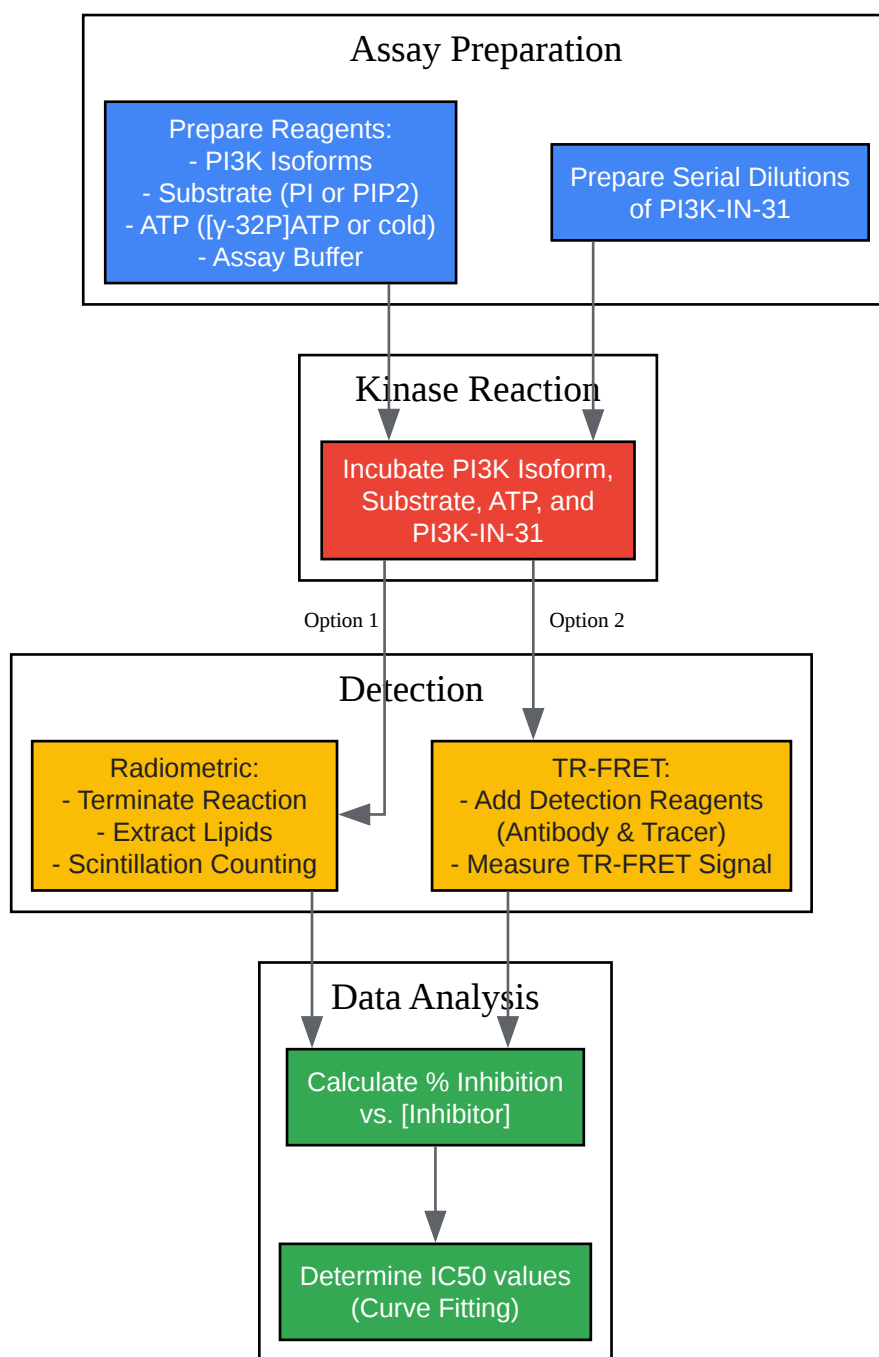 Assay Preparation
Prepare Reagents:
- PI3K Isoforms
- Substrate (PI or PIP2)
- ATP ([γ-32P]ATP or cold)
- Assay Buffer
Prepare Serial Dilutions
of PI3K-IN-31
Kinase Reaction
Incubate PI3K Isoform,
Substrate, ATP, and
PI3K-IN-31
Option 1
Option 2
Detection
Radiometric:
- Terminate Reaction
- Extract Lipids
- Scintillation Counting
TR-FRET:
- Add Detection Reagents
(Antibody & Tracer)
- Measure TR-FRET Signal
Data Analysis
Calculate % Inhibition
vs. [Inhibitor]
Determine IC50 values
(Curve Fitting)